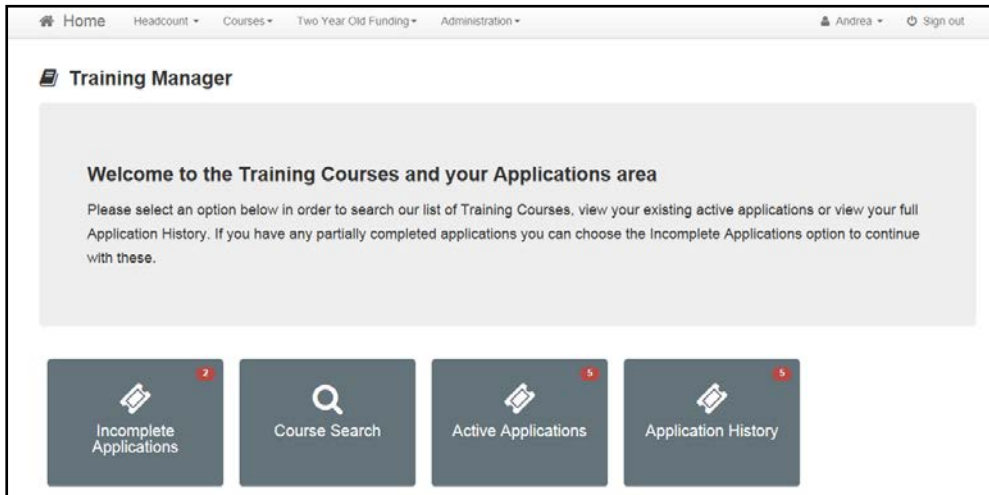 Home Headcount Courses Two Year Old Funding Administration Andrea Sign out
Training Manager
Welcome to the Training Courses and your Applications area
Please select an option below in order to search our list of Training Courses, view your existing active applications or view your full
Application History. If you have any partially completed applications you can choose the Incomplete Applications option to continue
with these.
2
Incomplete
Applications
Course Search
5
Active Applications
5
Application History